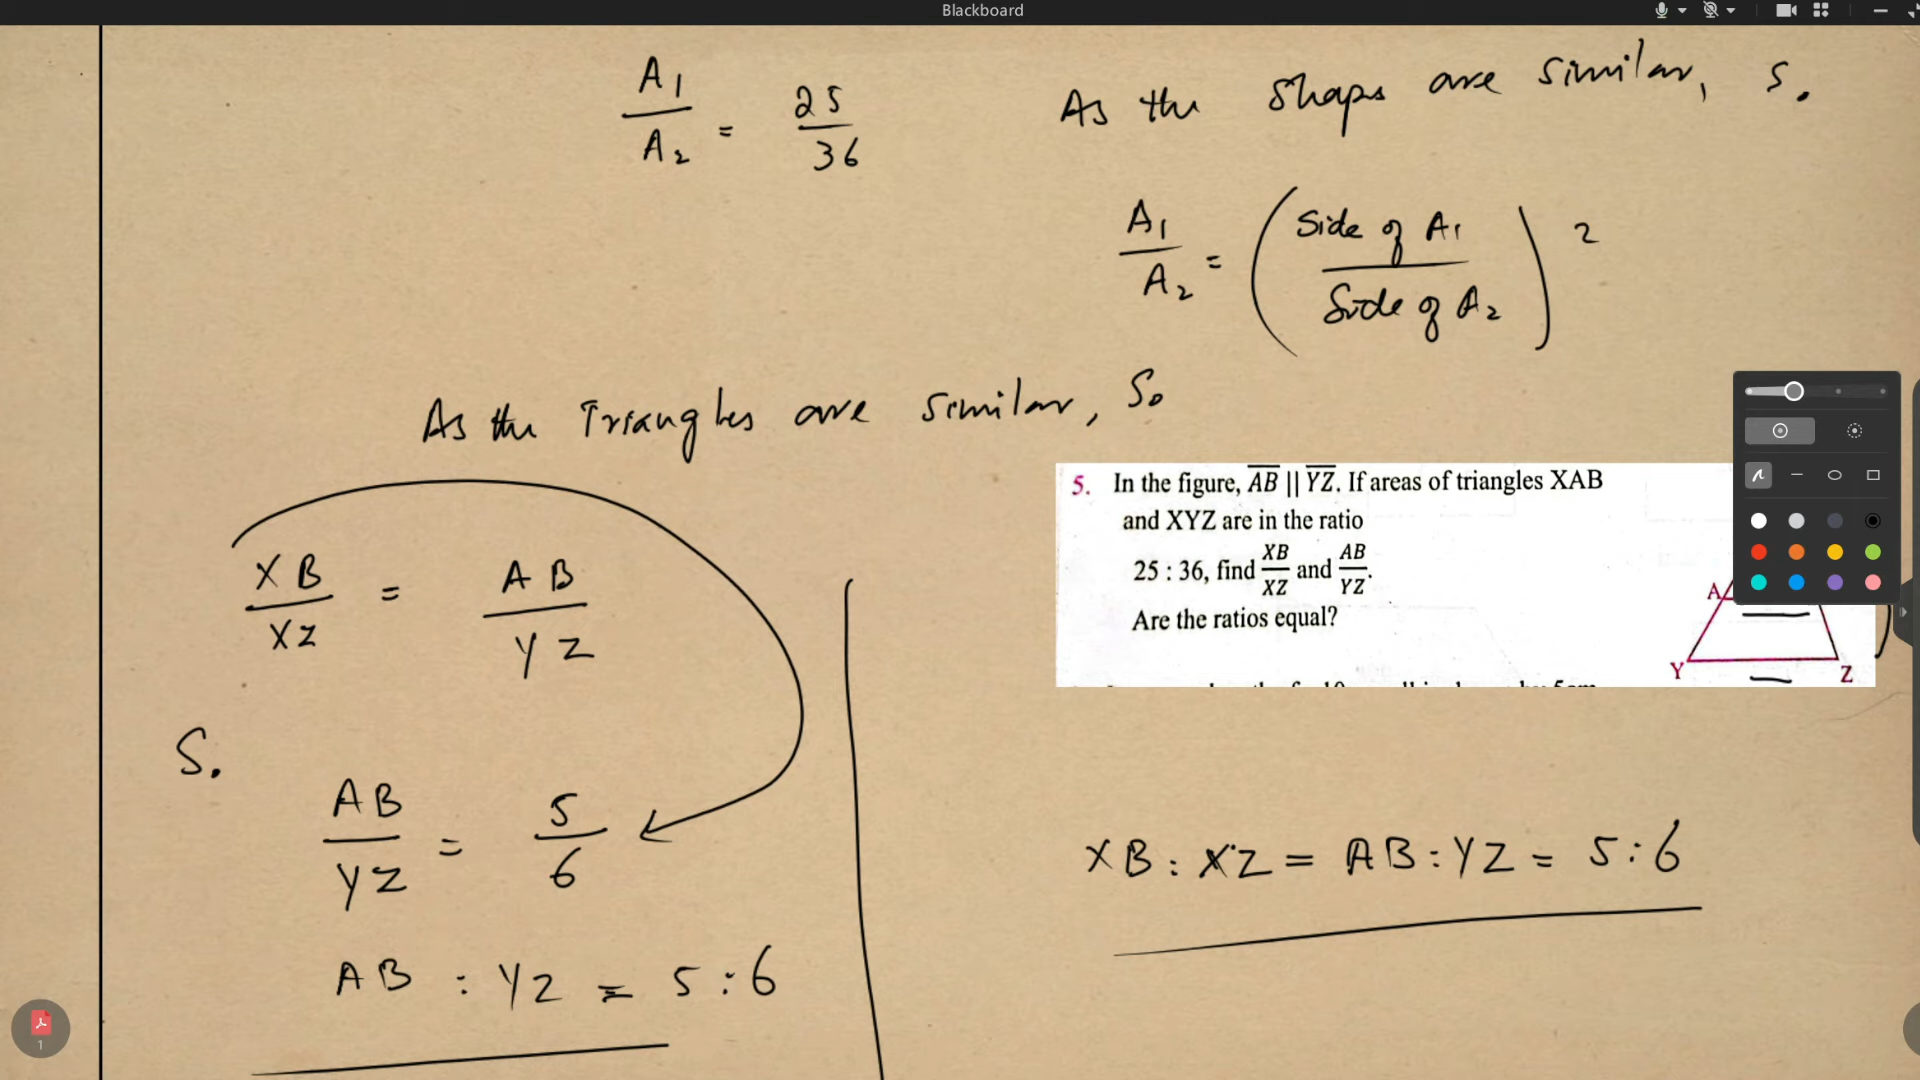 Blackboard
A1/A2 = 25/36
As the shaps are similar, So
A1/A2 = (Side of A1/Side of A2)2
As the Triangles are similar, So
5. In the figure, AB || YZ. If areas of triangles XAB
and XYZ are in the ratio
25 : 36, find XB/XZ and AB/YZ.
Are the ratios equal?
A
Y Z
XB/XZ = AB/YZ
So
AB/YZ = 5/6
XB : XZ = AB : YZ = 5 : 6
AB : YZ = 5 : 6
1